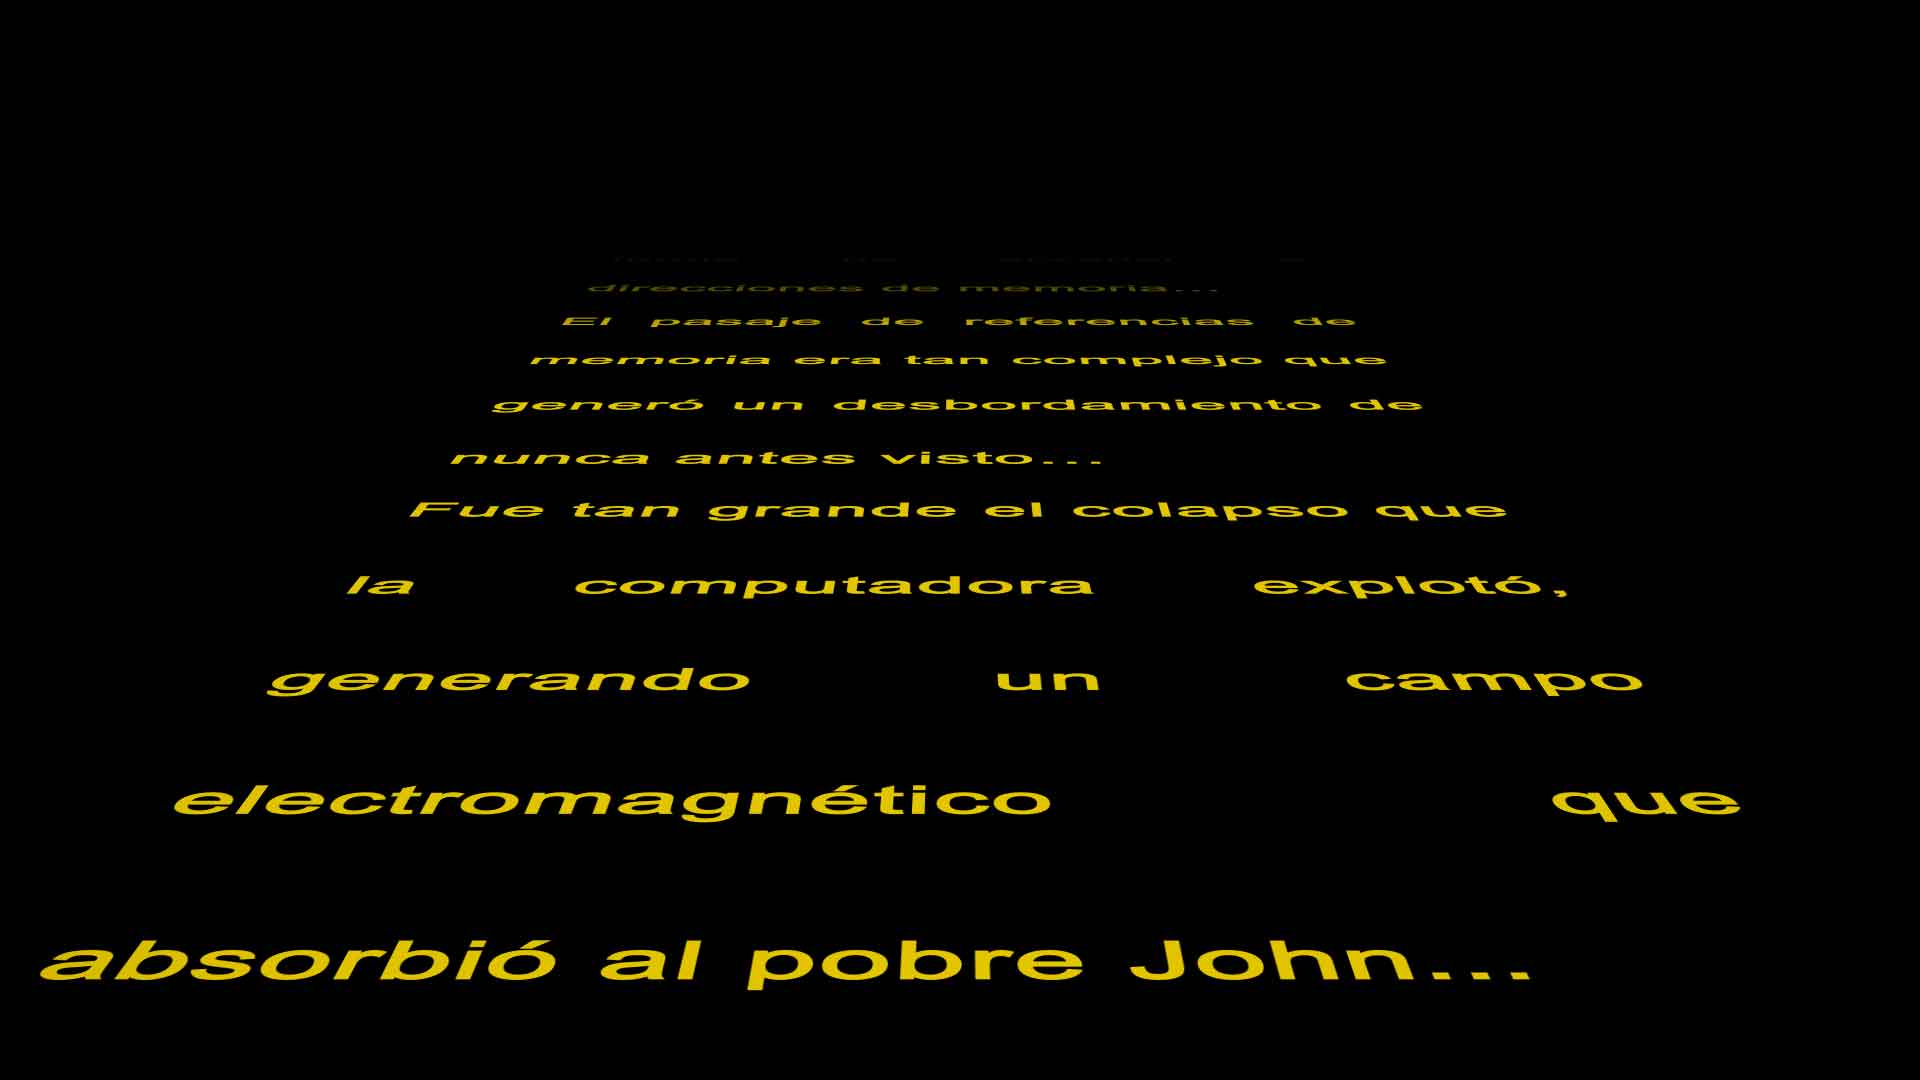 direcciones de memoria...
El pasaje de referencias de
memoria era tan complejo que
generó un desbordamiento de
nunca antes visto...
Fue tan grande el colapso que
la computadora explotó,
generando un campo
electromagnético que
absorbió al pobre John...